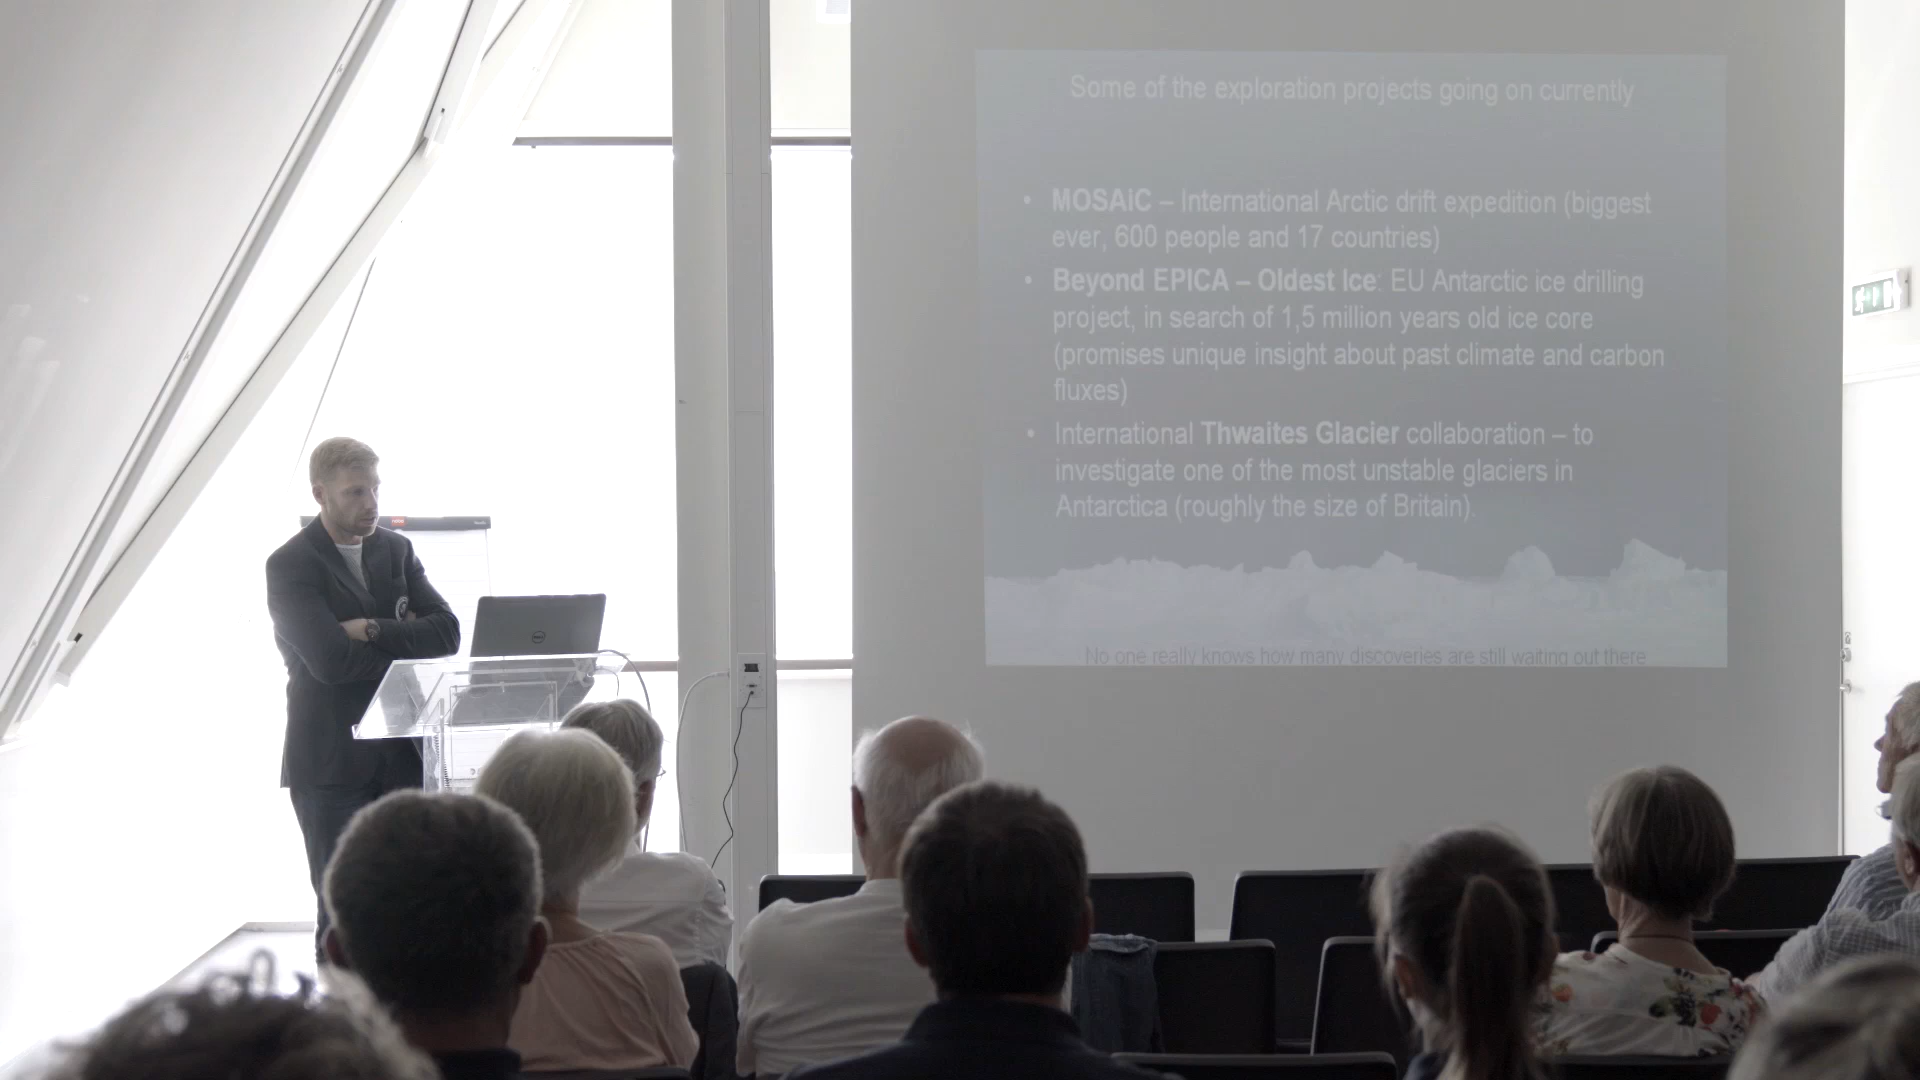 Some of the exploration projects going on currently
• MOSAiC – International Arctic drift expedition (biggest
ever, 600 people and 17 countries)
• Beyond EPICA – Oldest Ice: EU Antarctic ice drilling
project, in search of 1,5 million years old ice core
(promises unique insight about past climate and carbon
fluxes)
• International Thwaites Glacier collaboration – to
investigate one of the most unstable glaciers in
Antarctica (roughly the size of Britain).
No one really knows how many discoveries are still waiting out there
DELL